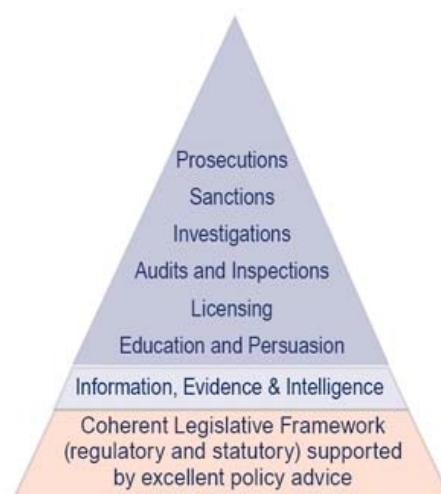 Prosecutions
Sanctions
Investigations
Audits and Inspections
Licensing
Education and Persuasion
Information, Evidence & Intelligence
Coherent Legislative Framework
(regulatory and statutory) supported
by excellent policy advice